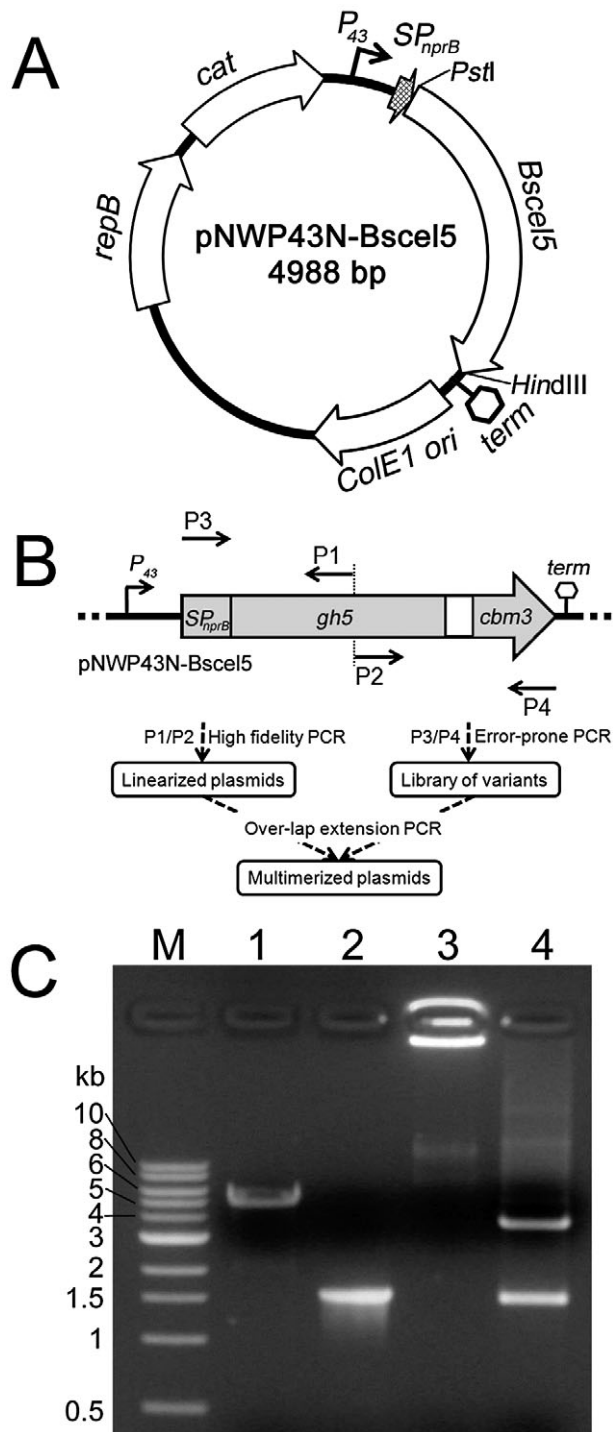 A
P43
SPnprB
PstI
cat
repB
Bscel5
pNWP43N-Bscel5
4988 bp
HindIII
term
ColE1 ori
B
P3
P43
P1
term
SPnprB
gh5
cbm3
pNWP43N-Bscel5
P2
P4
P1/P2 High fidelity PCR
P3/P4 Error-prone PCR
Linearized plasmids
Library of variants
Over-lap extension PCR
Multimerized plasmids
C
M 1 2 3 4
kb
10
8
6
5
4
3
2
1.5
1
0.5